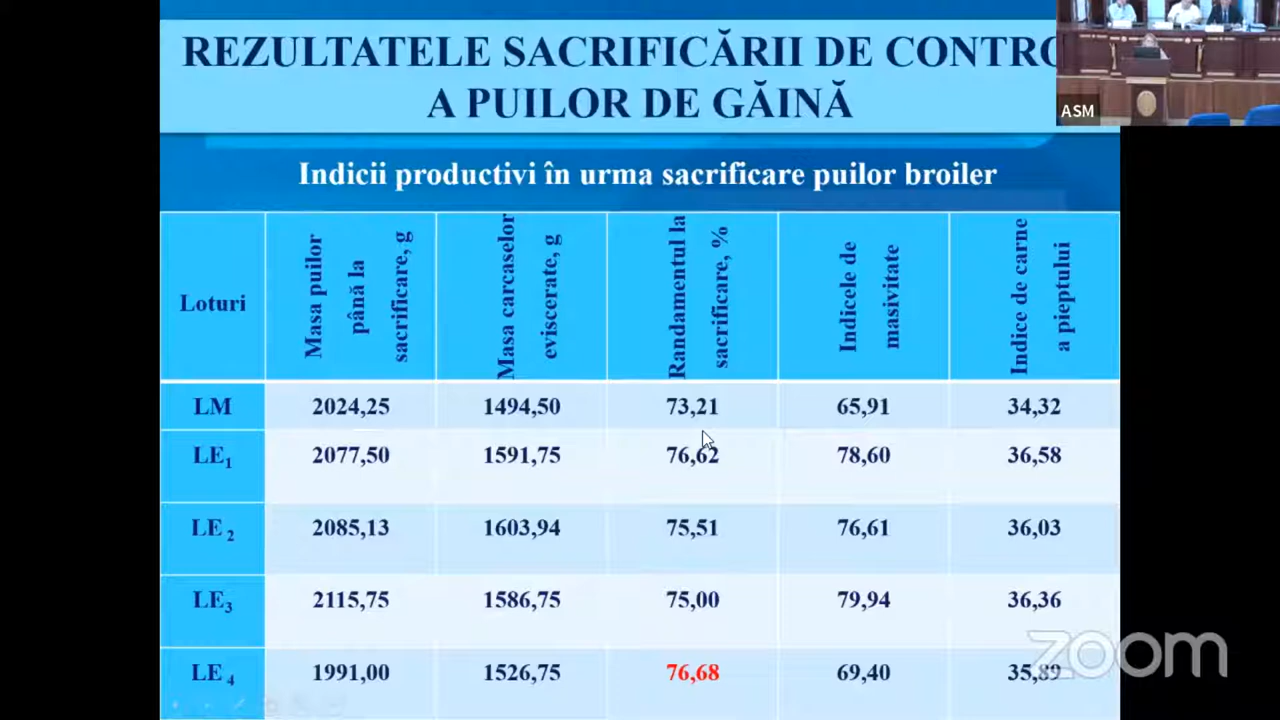 REZULTATELE SACRIFICĂRII DE CONTRO
A PUILOR DE GĂINĂ
ASM
Indicii productivi în urma sacrificare puilor broiler
Loturi
Masa puilor
până la
sacrificare, g
Masa carcaselor
eviscerate, g
Randamentul la
sacrificare, %
Indicele de
masivitate
Indice de carne
a pieptului
LM 2024,25 1494,50 73,21 65,91 34,32
LE1 2077,50 1591,75 76,62 78,60 36,58
LE 2 2085,13 1603,94 75,51 76,61 36,03
LE3 2115,75 1586,75 75,00 79,94 36,36
LE 4 1991,00 1526,75 76,68 69,40 35,89
zoom